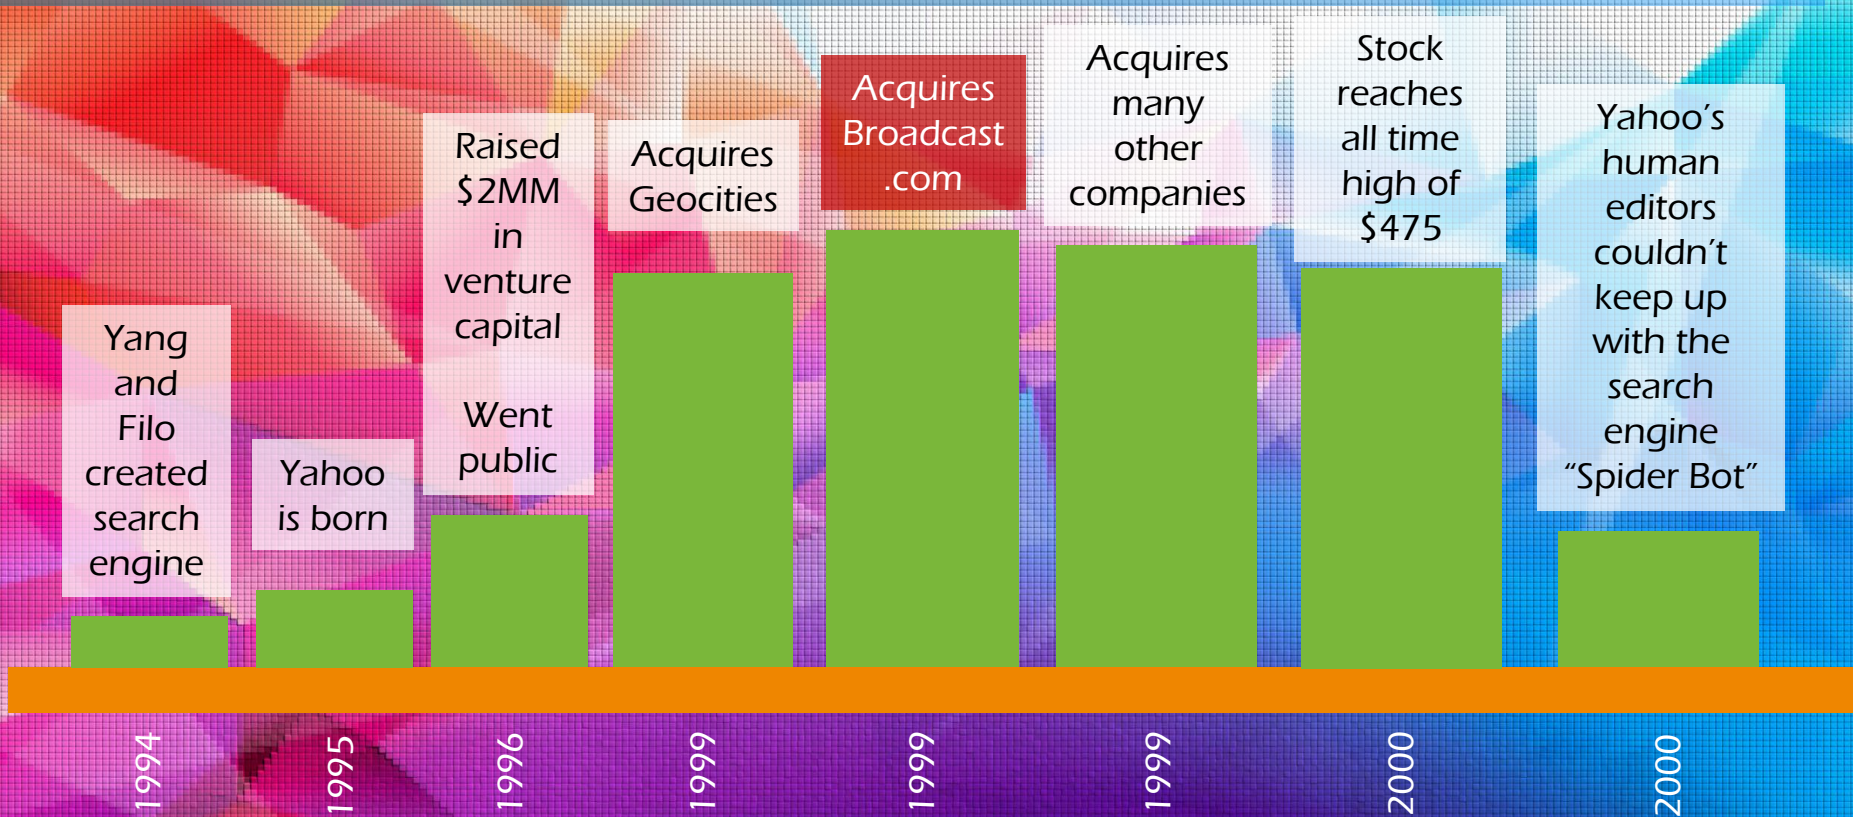 Yang
and
Filo
created
search
engine
Yahoo
is born
Raised
$2MM
in
venture
capital
Went
public
Acquires
Geocities
Acquires
Broadcast
.com
Acquires
many
other
companies
Stock
reaches
all time
high of
$475
Yahoo’s
human
editors
couldn’t
keep up
with the
search
engine
“Spider Bot”
1994
1995
1996
1999
1999
1999
2000
2000